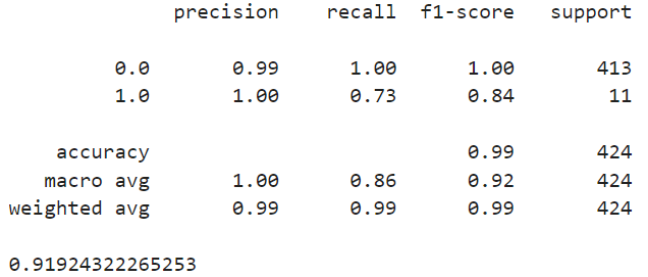 precision recall f1-score support
0.0 0.99 1.00 1.00 413
1.0 1.00 0.73 0.84 11
accuracy 0.99 424
macro avg 1.00 0.86 0.92 424
weighted avg 0.99 0.99 0.99 424
0.91924322265253